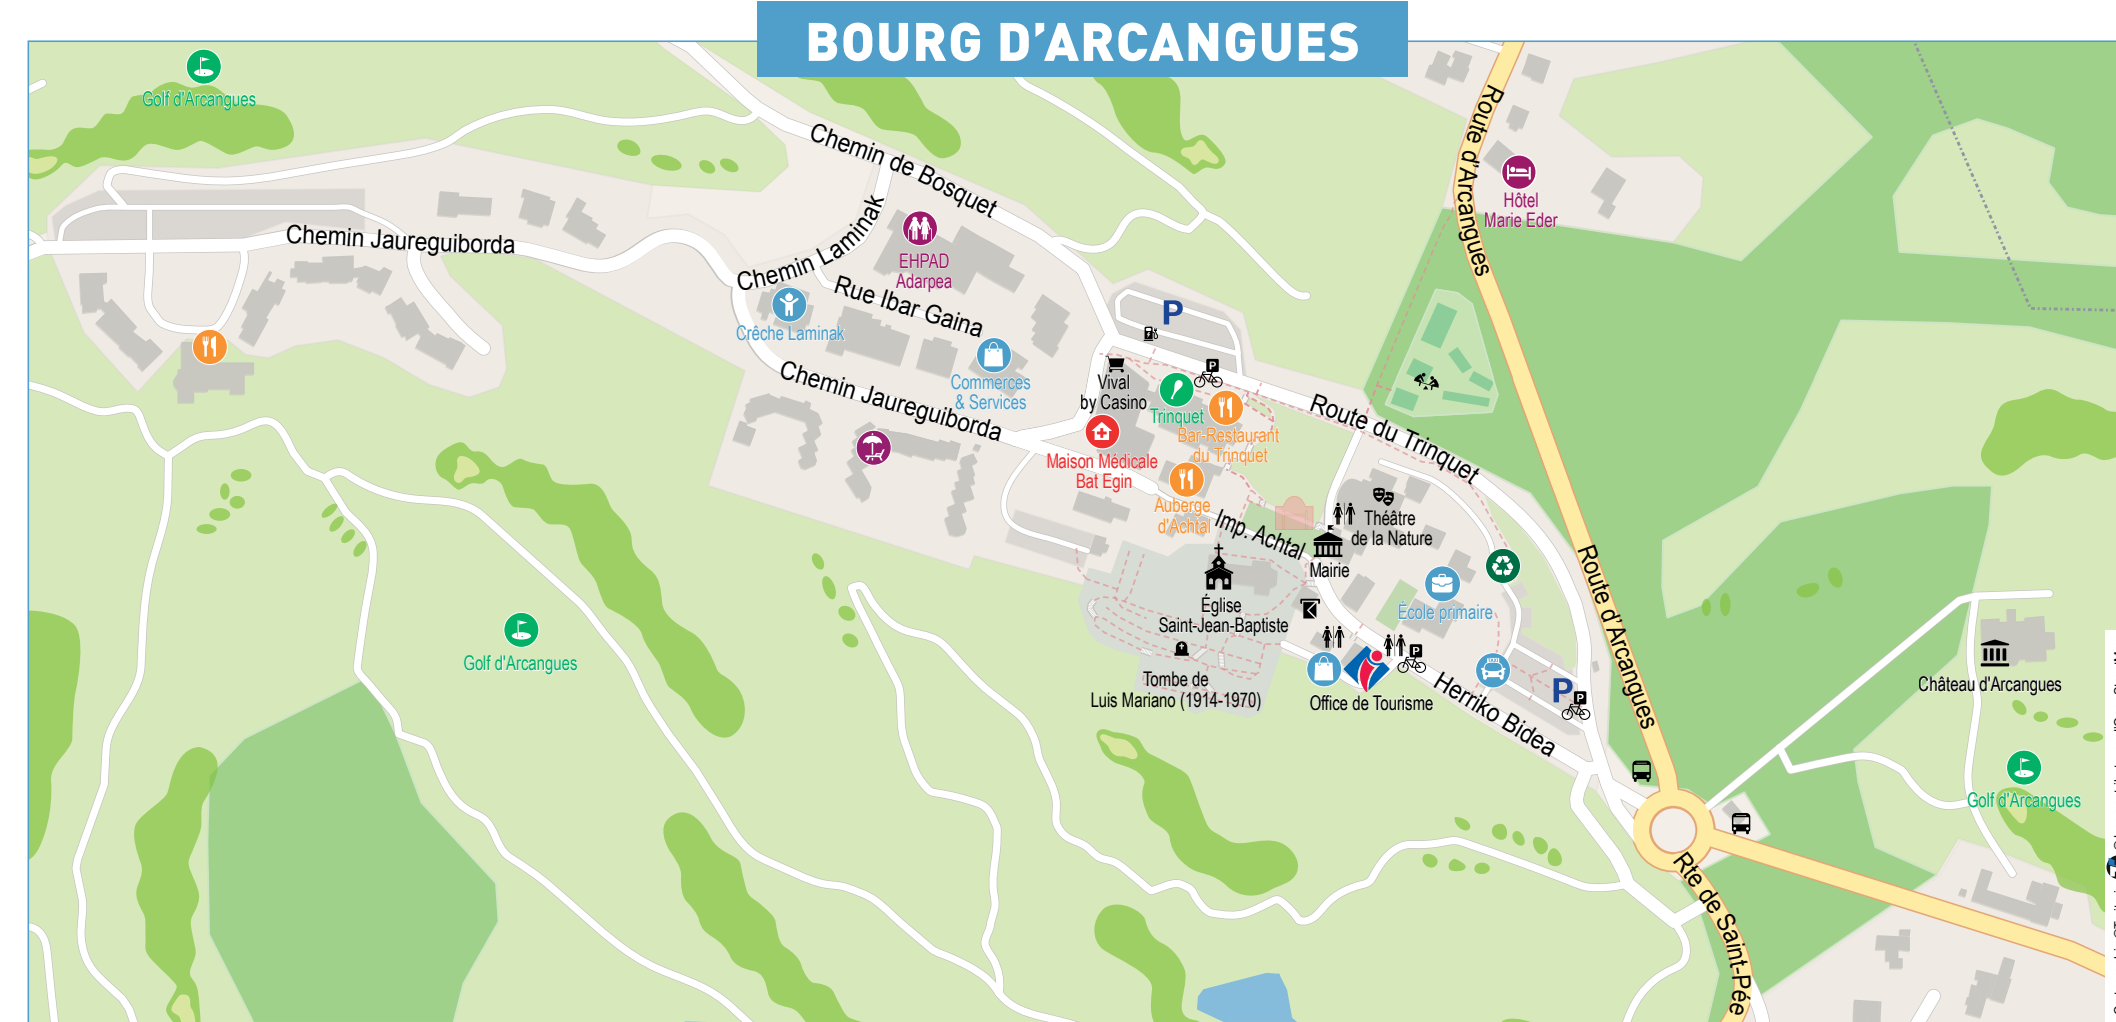 BOURG D'ARCANGUES
Golf d'Arcangues
Route d'Arcangues
Chemin de Bosquet
Hôtel
Marie Eder
Route d'Arcangues
Chemin Laminak
Chemin Jaureguiborda
EHPAD
Adarpea
Rue Ibar Gaina
Crêche Laminak
P
Commerces
& Services
Chemin Jaureguiborda
P
Vival
by Casino
Trinquet
Bar-Restaurant
du Trinquet
Route du Trinquet
Maison Médicale
Bat Egin
Auberge
d'Achtal
Imp. Achtal
Théâtre
de la Nature
Mairie
École primaire
Église
Saint-Jean-Baptiste
Route d'Arcangues
Golf d'Arcangues
Tombe de
Luis Mariano (1914-1970)
P
TAXI
Office de Tourisme
Herriko Bidea
P
P
Château d'Arcangues
Golf d'Arcangues
Rte de Saint-Pée